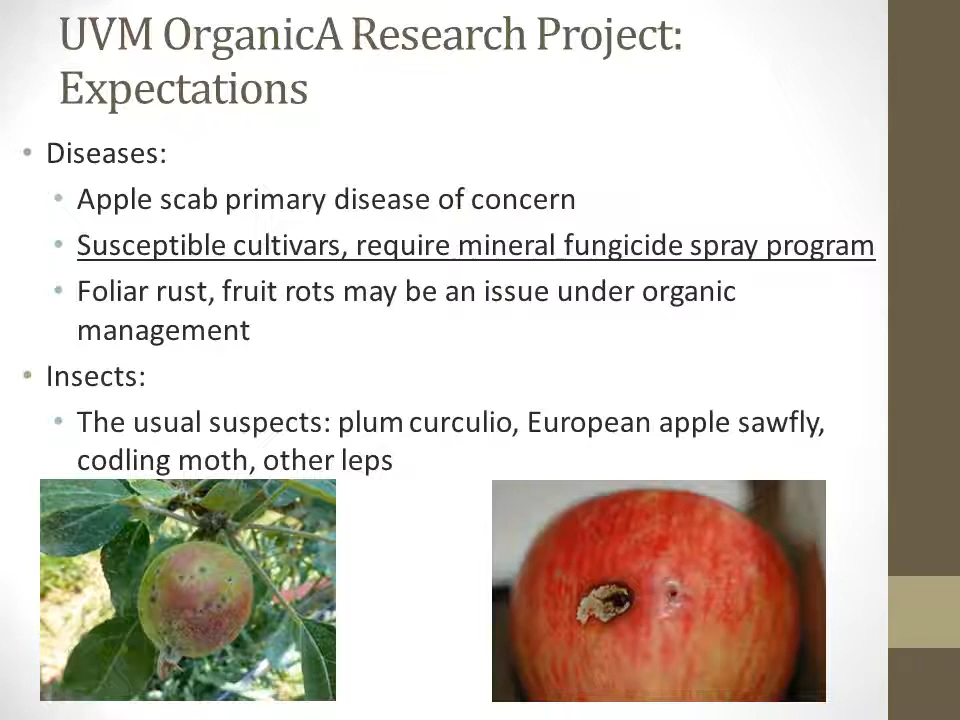 UVM OrganicA Research Project:
Expectations
• Diseases:
• Apple scab primary disease of concern
• Susceptible cultivars, require mineral fungicide spray program
• Foliar rust, fruit rots may be an issue under organic
management
• Insects:
• The usual suspects: plum curculio, European apple sawfly,
codling moth, other leps